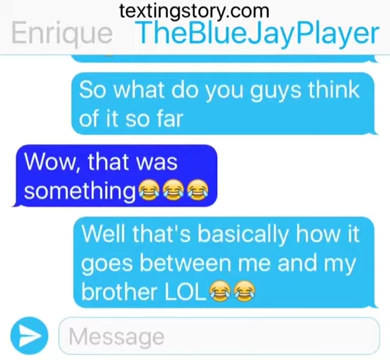 textingstory.com
Enrique TheBlueJayPlayer
So what do you guys think
of it so far
Wow, that was
something😂😂😂
Well that's basically how it
goes between me and my
brother LOL😂😂
Message